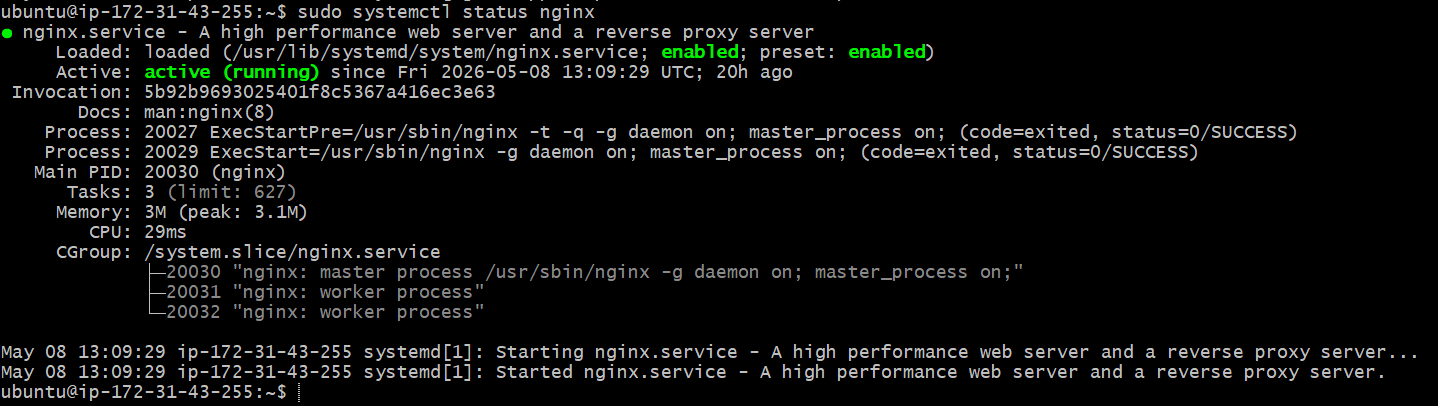 ubuntu@ip-172-31-43-255:~$ sudo systemctl status nginx
● nginx.service - A high performance web server and a reverse proxy server
     Loaded: loaded (/usr/lib/systemd/system/nginx.service; enabled; preset: enabled)
     Active: active (running) since Fri 2026-05-08 13:09:29 UTC; 20h ago
 Invocation: 5b92b9693025401f8c5367a416ec3e63
       Docs: man:nginx(8)
    Process: 20027 ExecStartPre=/usr/sbin/nginx -t -q -g daemon on; master_process on; (code=exited, status=0/SUCCESS)
    Process: 20029 ExecStart=/usr/sbin/nginx -g daemon on; master_process on; (code=exited, status=0/SUCCESS)
   Main PID: 20030 (nginx)
      Tasks: 3 (limit: 627)
     Memory: 3M (peak: 3.1M)
        CPU: 29ms
     CGroup: /system.slice/nginx.service
             ├─20030 "nginx: master process /usr/sbin/nginx -g daemon on; master_process on;"
             ├─20031 "nginx: worker process"
             └─20032 "nginx: worker process"
May 08 13:09:29 ip-172-31-43-255 systemd[1]: Starting nginx.service - A high performance web server and a reverse proxy server...
May 08 13:09:29 ip-172-31-43-255 systemd[1]: Started nginx.service - A high performance web server and a reverse proxy server.
ubuntu@ip-172-31-43-255:~$